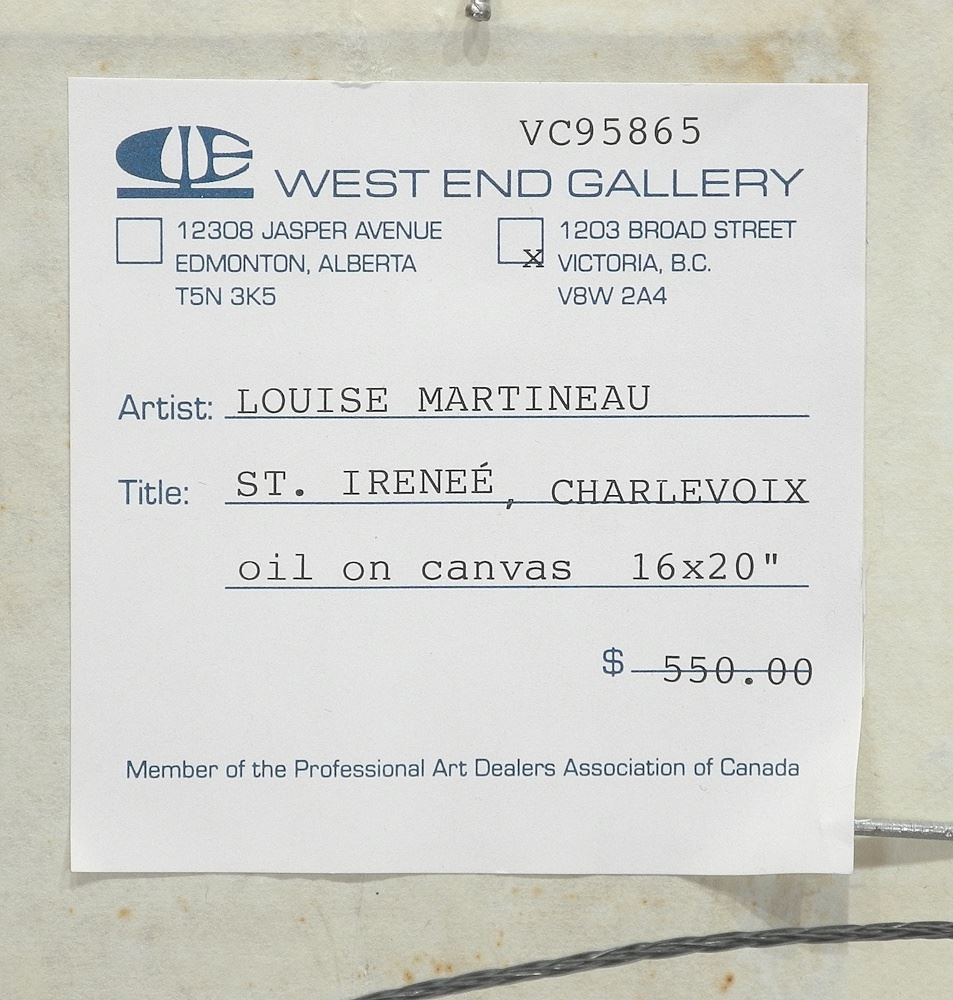 VC95865
WEST END GALLERY
12308 JASPER AVENUE
EDMONTON, ALBERTA
T5N 3K5
x
1203 BROAD STREET
VICTORIA, B.C.
V8W 2A4
Artist: LOUISE MARTINEAU
Title: ST. IRENEÉ, CHARLEVOIX
oil on canvas 16x20"
$ 550.00
Member of the Professional Art Dealers Association of Canada